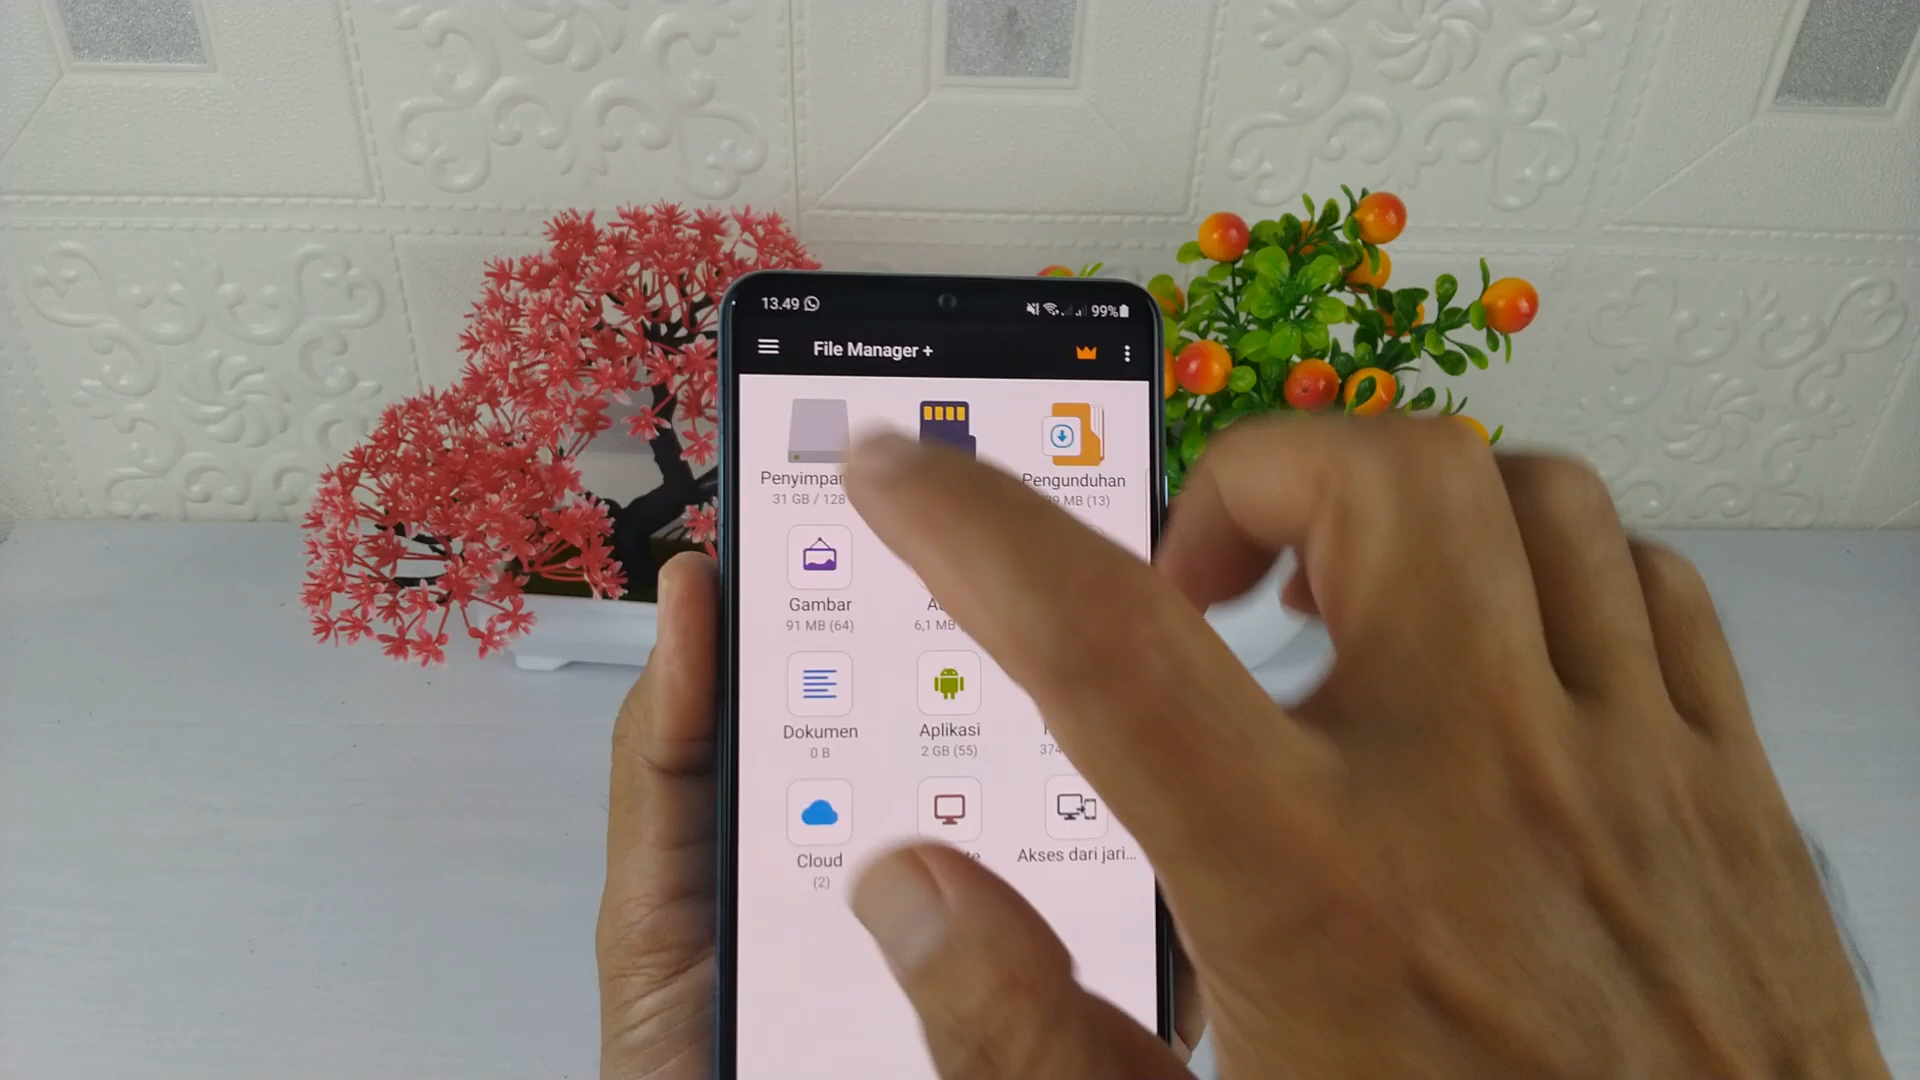 13.49 99%
File Manager +
Pengunduhan
31 GB / 128 MB (13)
Gambar
91 MB (64) 6,1 MB
Dokumen Aplikasi
0 B 2 GB (55) 374
Cloud Akses dari jari...
(2)